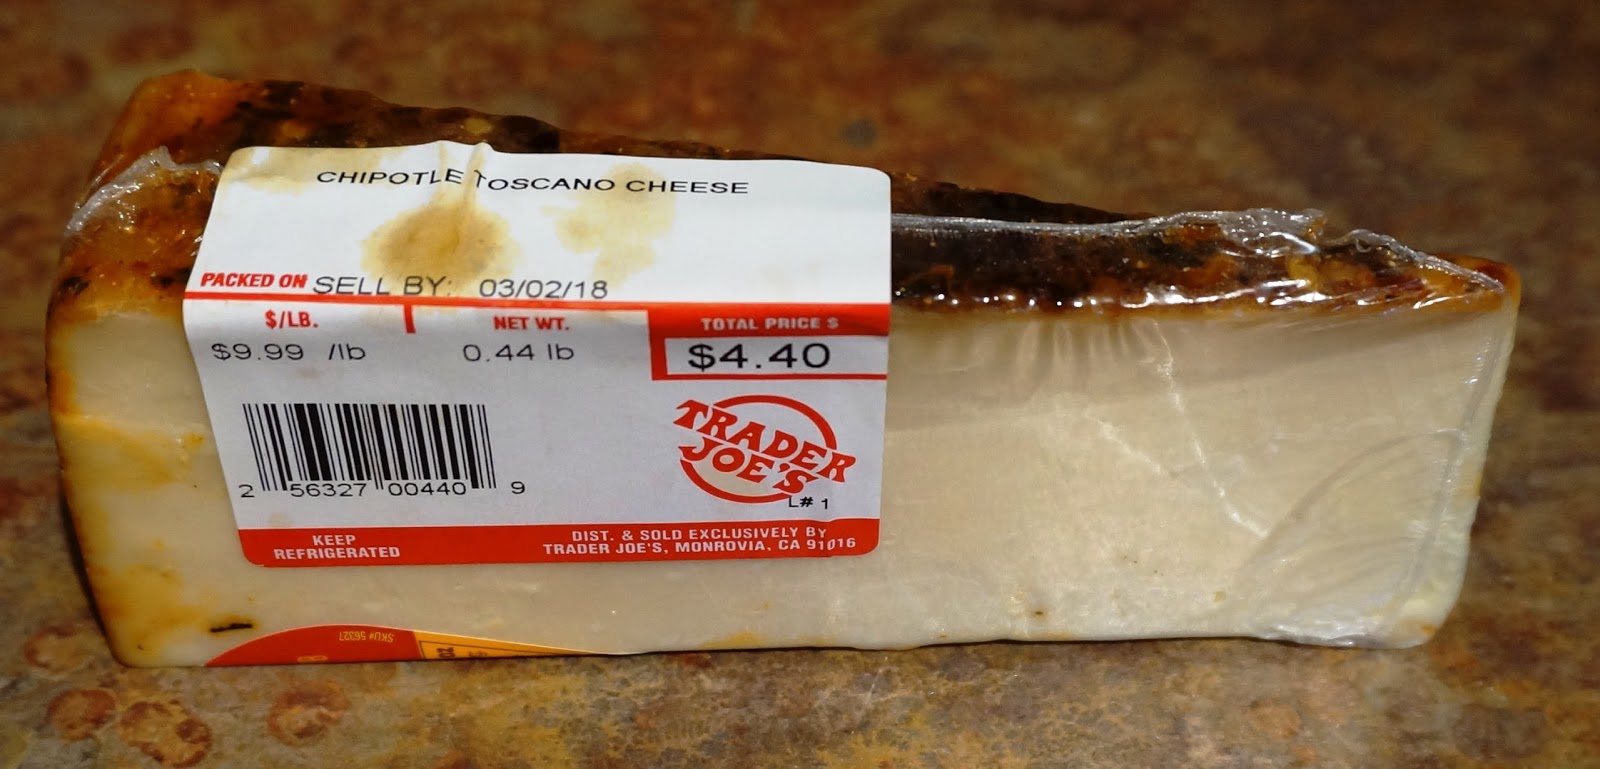 CHIPOTLE TOSCANO CHEESE
PACKED ON SELL BY: 03/02/18
$/LB. NET WT. TOTAL PRICE $
$9.99 /lb 0.44 lb $4.40
TRADER
JOE'S
L# 1
2 56327 00440 9
KEEP
REFRIGERATED
DIST. & SOLD EXCLUSIVELY BY
TRADER JOE'S, MONROVIA, CA 91016
SKU# 56327